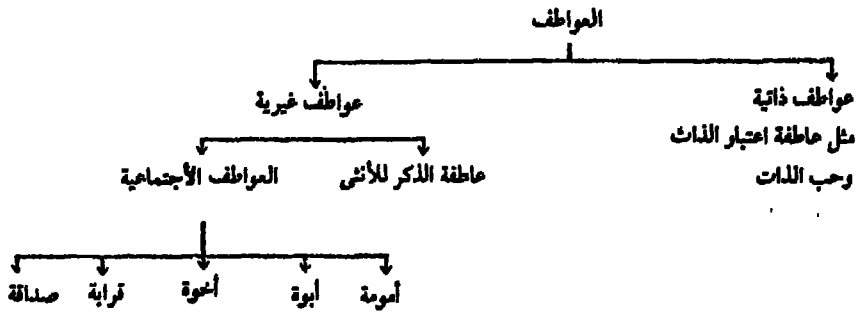 العواطف
عواطف ذاتية
عواطف غيرية
مثل عاطفة اعتبار الذات
وحب الذات
عاطفة الذكر للأنثى
العواطف الأجتماعية
أمومة
أبوة
أخوة
قرابة
صداقة